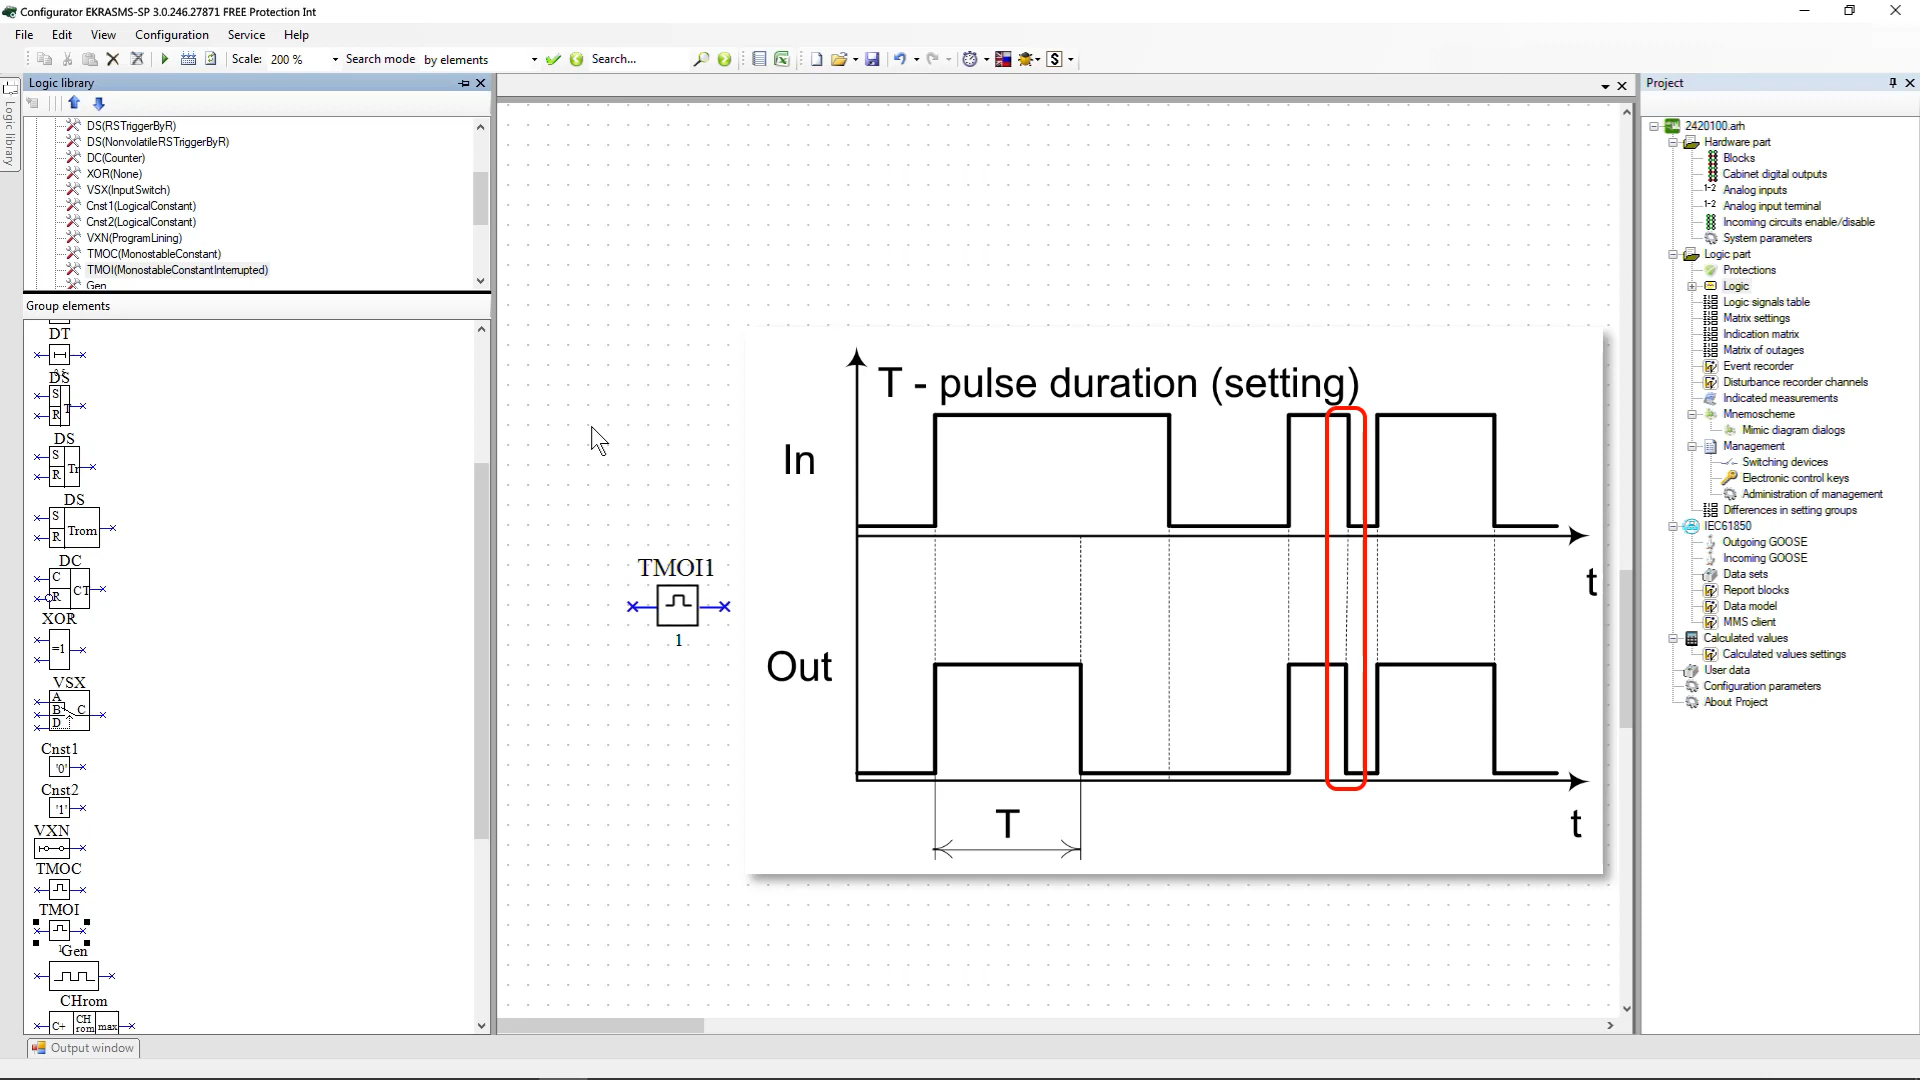 Configurator EKRASMS-SP 3.0.246.27871 FREE Protection Int
File Edit View Configuration Service Help
Scale: 200 % Search mode by elements Search...
Logic library
Logic library
DS(RSTriggerByR)
DS(NonvolatileRSTriggerByR)
DC(Counter)
XOR(None)
VSX(InputSwitch)
Cnst1(LogicalConstant)
Cnst2(LogicalConstant)
VXN(ProgramLining)
TMOC(MonostableConstant)
TMOI(MonostableConstantInterrupted)
Gen
Group elements
DT
DS
S
T
R
DS
S
Tr
R
DS
S
Trom
R
DC
C
CT
R
XOR
=1
VSX
A
B C
D
Cnst1
'0'
Cnst2
'1'
VXN
TMOC
TMOI
Gen
CHrom
C+ CH rom max
Output window
T - pulse duration (setting)
In
t
TMOI1
1
Out
T
t
Project
2420100.arh
Hardware part
Blocks
Cabinet digital outputs
1-2 Analog inputs
1-2 Analog input terminal
Incoming circuits enable/disable
System parameters
Logic part
Protections
Logic
Logic signals table
Matrix settings
Indication matrix
Matrix of outages
Event recorder
Disturbance recorder channels
Indicated measurements
Mnemoscheme
Mimic diagram dialogs
Management
Switching devices
Electronic control keys
Administration of management
Differences in setting groups
IEC61850
Outgoing GOOSE
Incoming GOOSE
Data sets
Report blocks
Data model
MMS client
Calculated values
Calculated values settings
User data
Configuration parameters
About Project